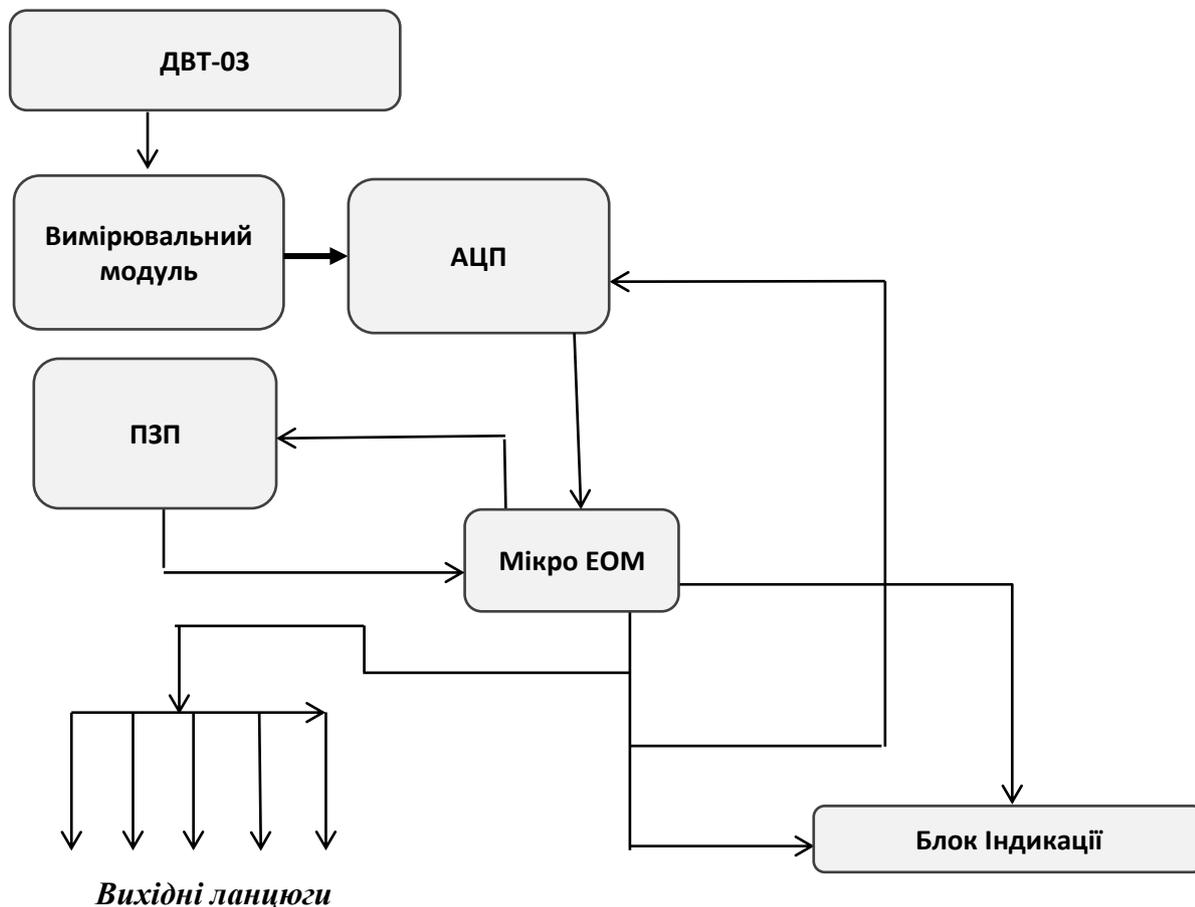 ДВТ-03
Вимірювальний
модуль
АЦП
ПЗП
Мікро ЕОМ
Блок Індикації
Вихідні ланцюги